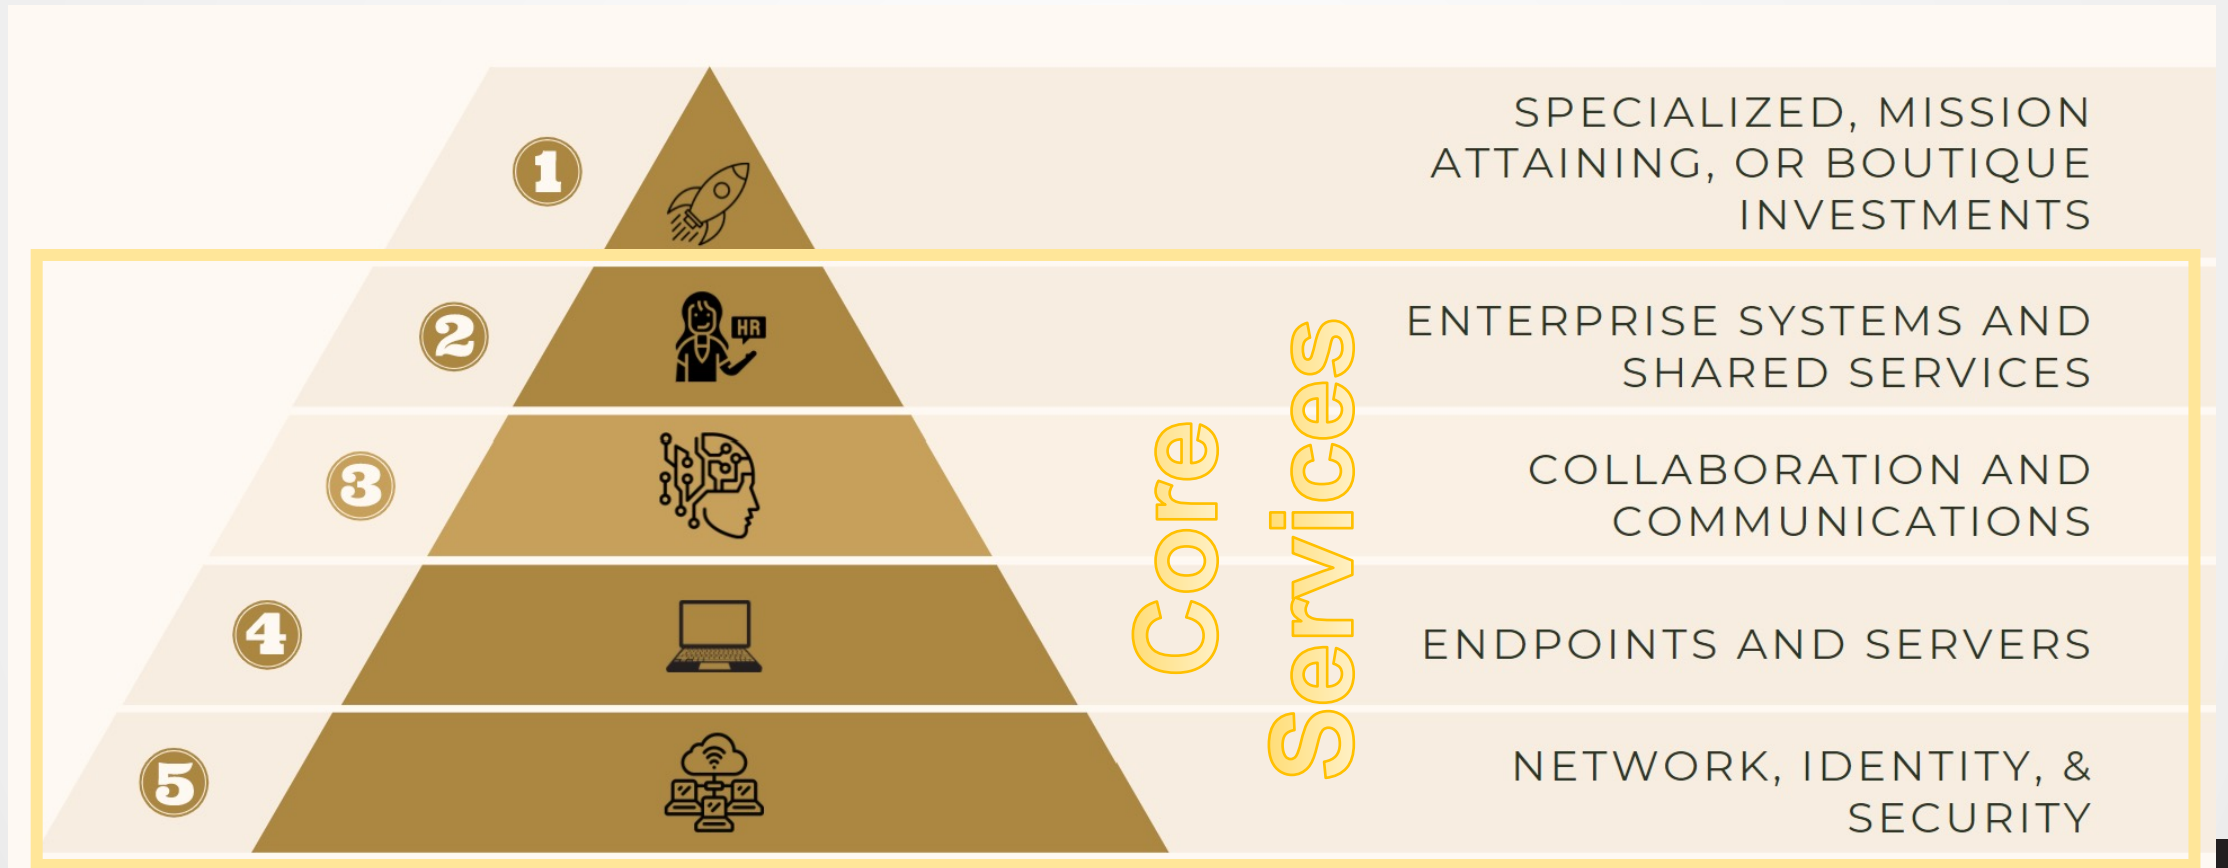 1
SPECIALIZED, MISSION
ATTAINING, OR BOUTIQUE
INVESTMENTS
2
HR
ENTERPRISE SYSTEMS AND
SHARED SERVICES
3
COLLABORATION AND
COMMUNICATIONS
4
ENDPOINTS AND SERVERS
5
NETWORK, IDENTITY, &
SECURITY
Core
Services